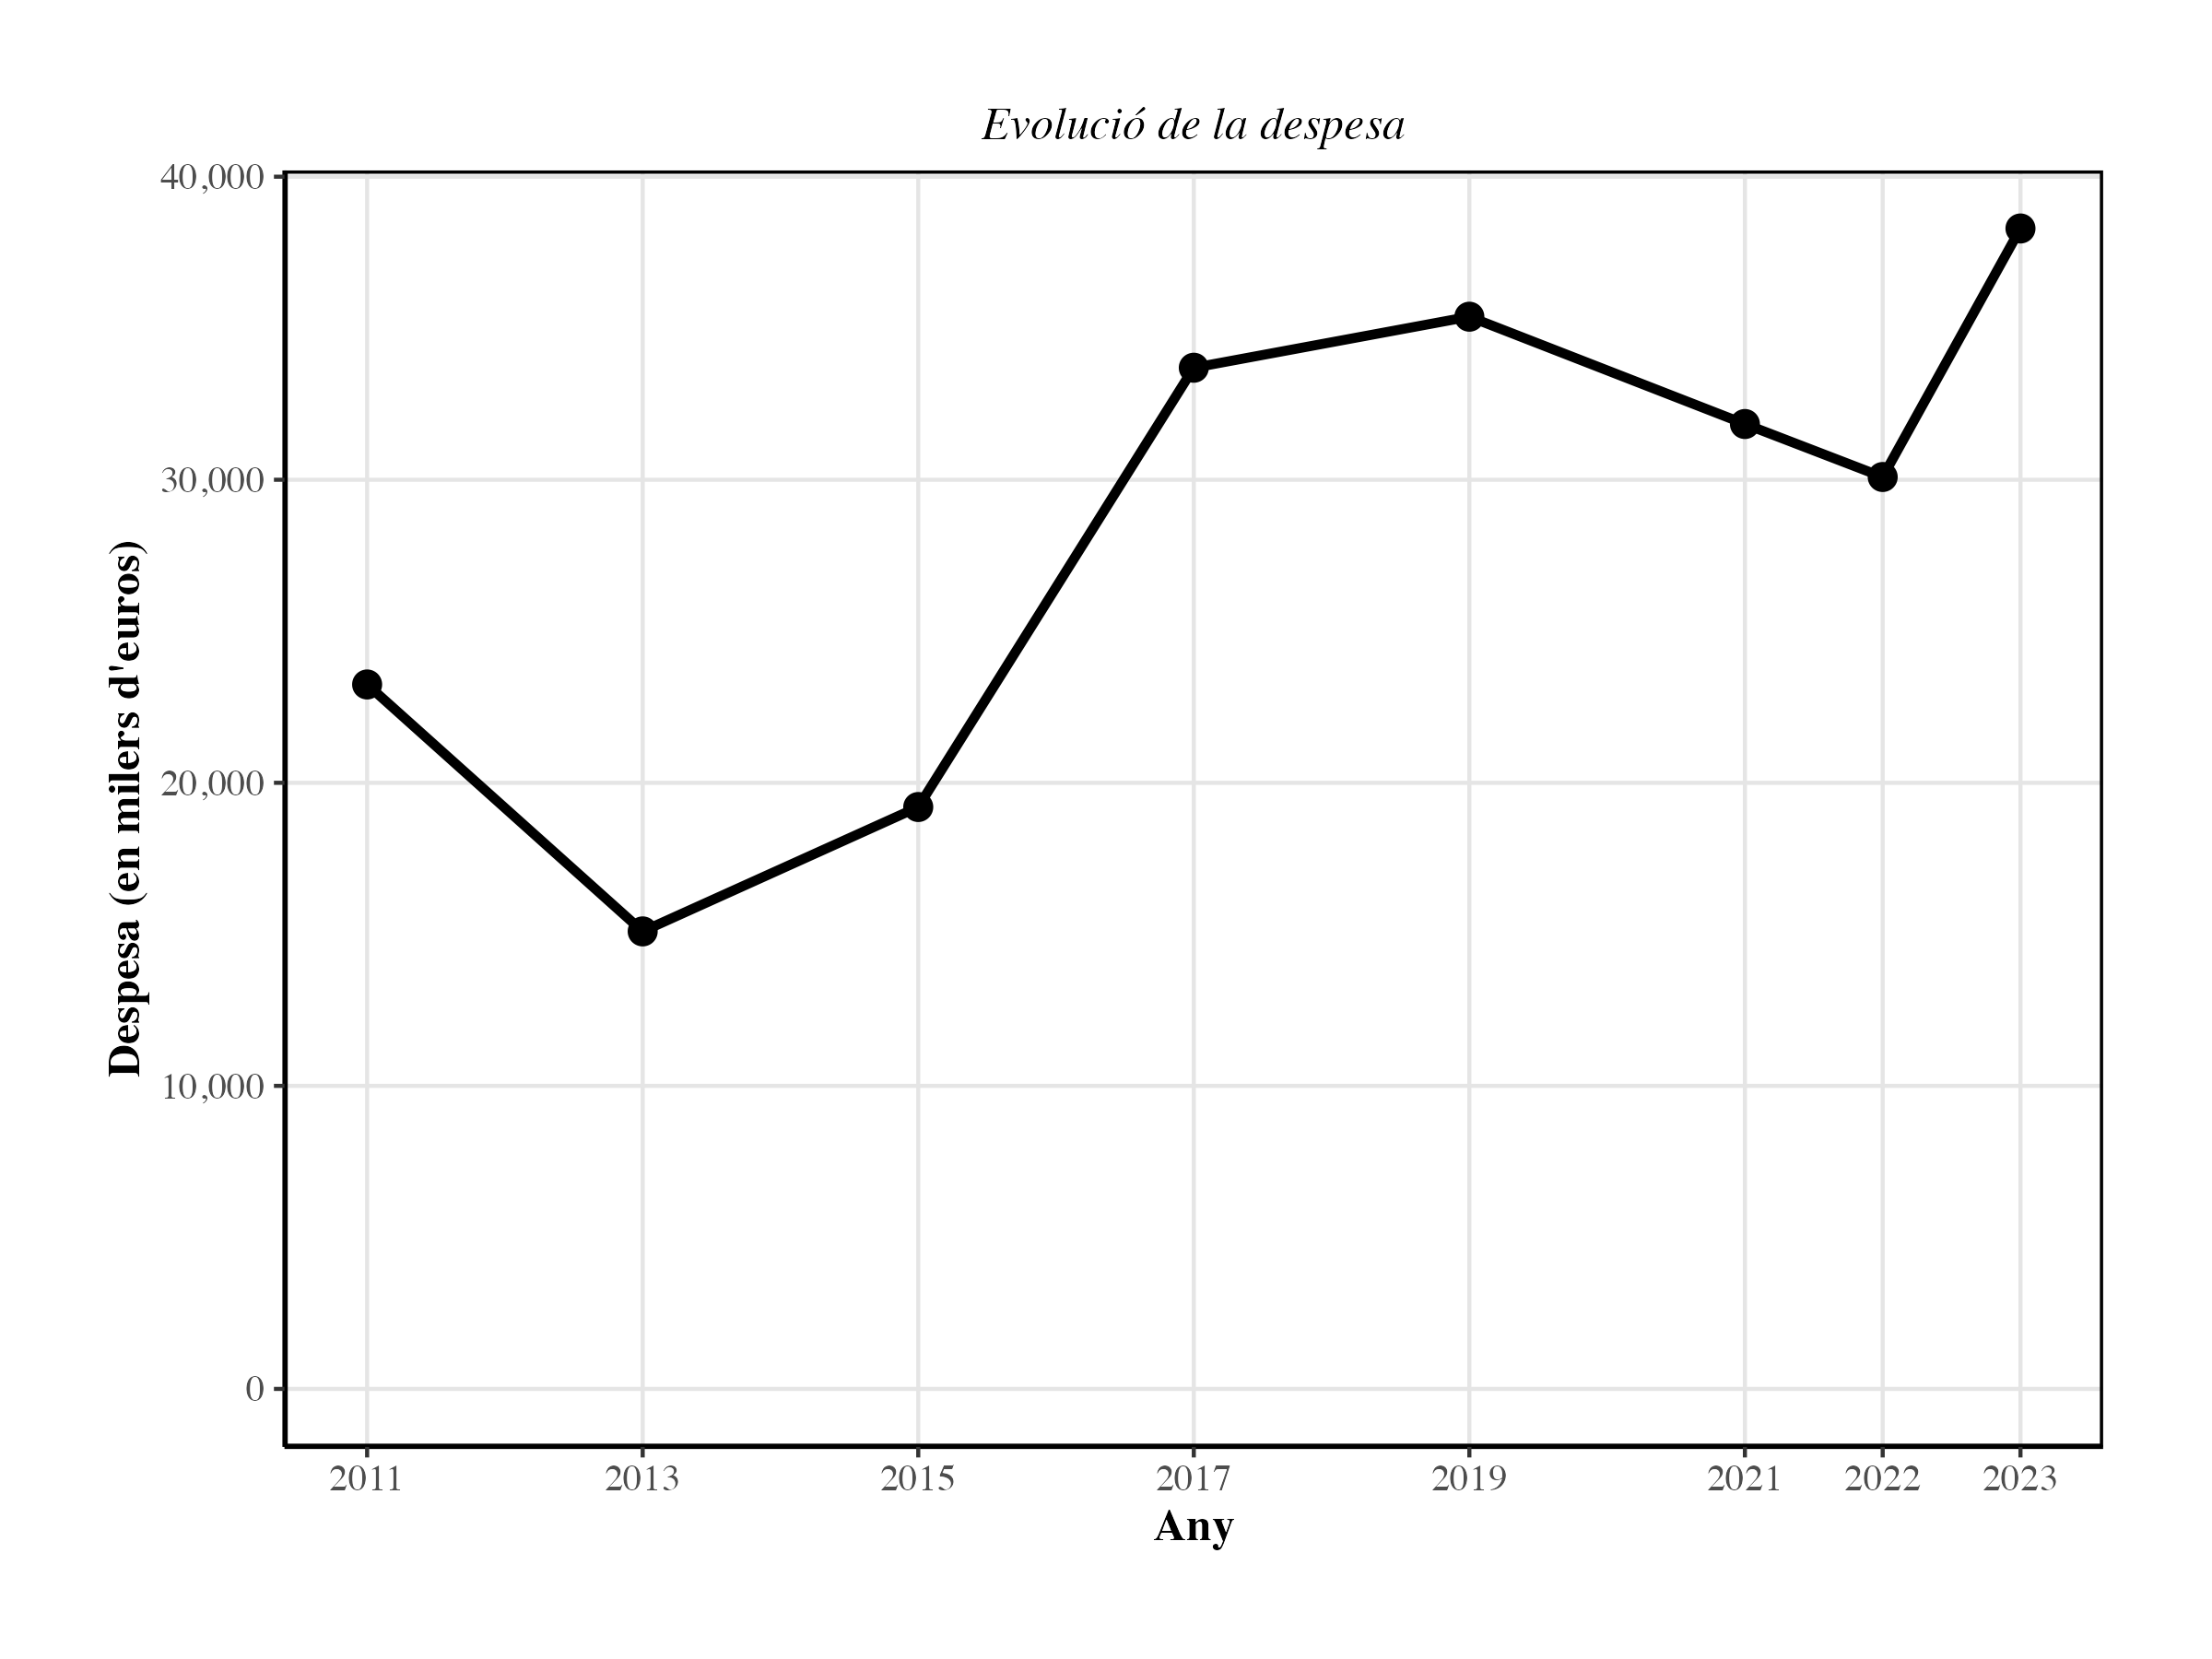 Evolució de la despesa
40,000
30,000
20,000
10,000
0
Despesa (en milers d'euros)
2011 2013 2015 2017 2019 2021 2022 2023
Any